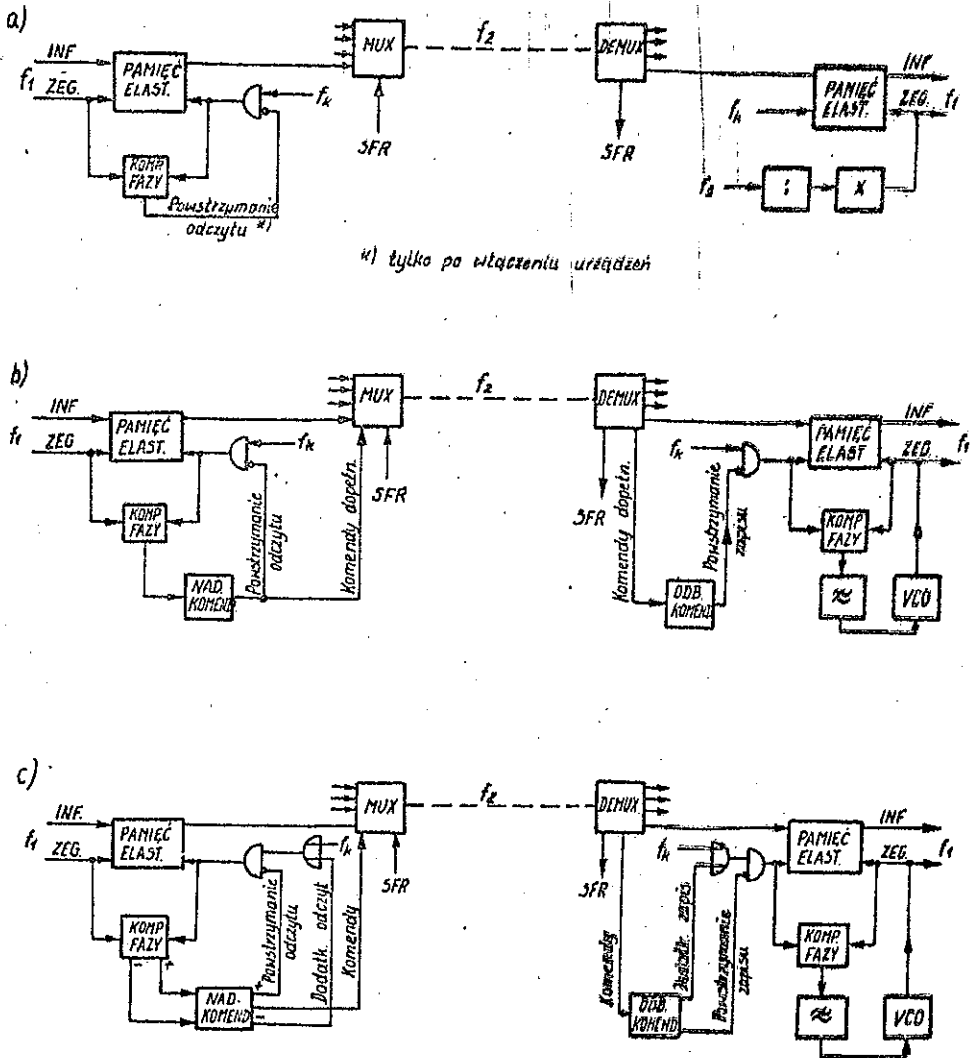 a)
INF
f1 ZEG.
PAMIĘĆ ELAST.
fk
KOMP. FAZY
Powstrzymanie odczytu *)
MUX
SFR
f2
DEMUX
SFR
fk
PAMIĘĆ ELAST.
INF
ZEG. f1
:
x
*) tylko po włączeniu urządzeń
b)
INF
f1 ZEG
PAMIĘĆ ELAST.
fk
KOMP FAZY
NAD. KOMEND
Powstrzymanie odczytu
Komendy dopełn.
MUX
SFR
f2
DEMUX
SFR
Komendy dopełn.
ODB. KOMEND
Powstrzymanie zapisu
fk
PAMIĘĆ ELAST.
INF
ZEG. f1
KOMP FAZY
≈
VCO
c)
INF.
f1 ZEG.
PAMIĘĆ ELAST.
fk
KOMP FAZY
- +
NAD. KOMEND
+ Powstrzymanie odczytu
- Dodatk. odczyt
Komendy
MUX
SFR
f2
DEMUX
SFR
Komendy
ODB. KOMEND
zapis
Powstrzymanie zapisu
fk
PAMIĘĆ ELAST.
INF
ZEG. f1
KOMP. FAZY
≈
VCO